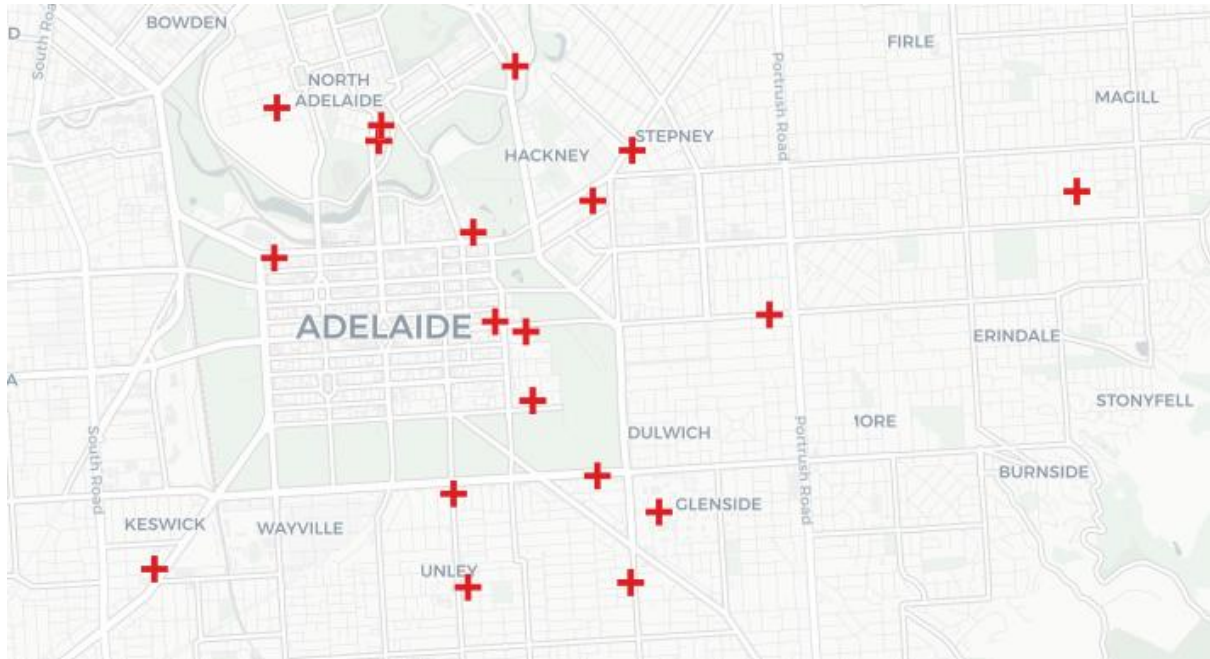 BOWDEN
D
South Road
FIRLE
NORTH
ADELAIDE
Portrush Road
MAGILL
STEPNEY
HACKNEY
ADELAIDE
ERINDALE
A
STONYFELL
DULWICH
IORE
South Road
Portrush Road
BURNSIDE
GLENSIDE
KESWICK
WAYVILLE
UNLEY